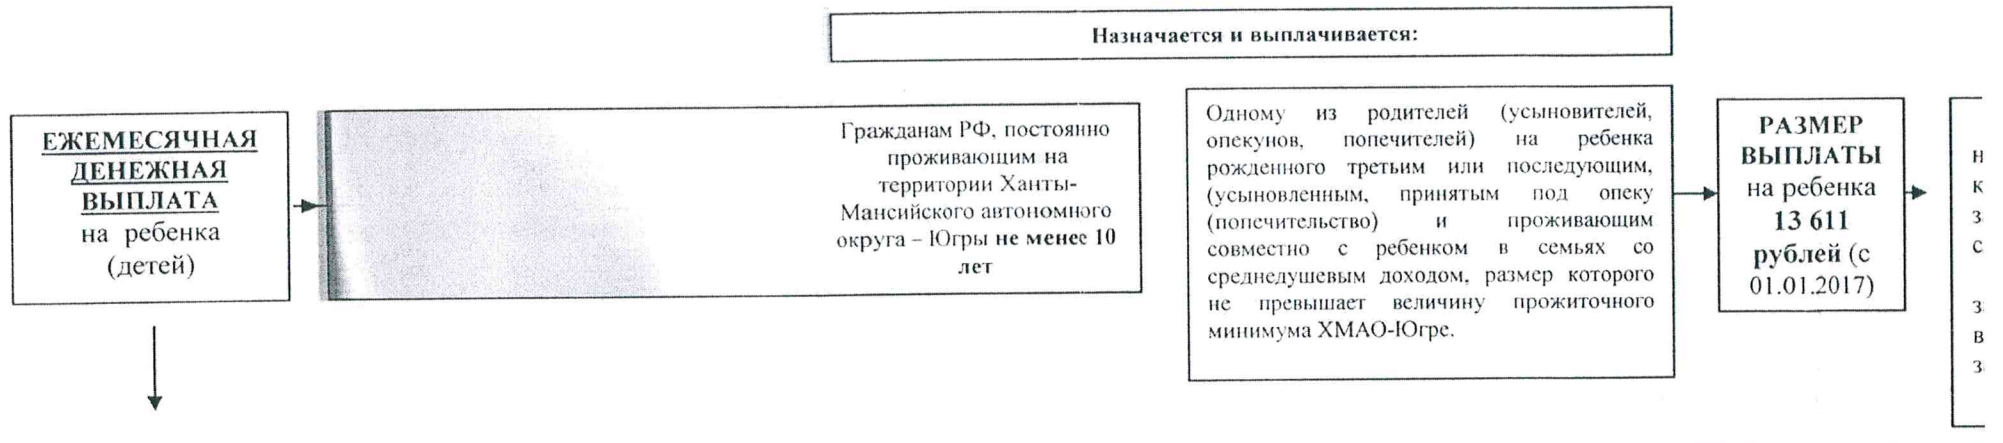 Назначается и выплачивается:
ЕЖЕМЕСЯЧНАЯ
ДЕНЕЖНАЯ
ВЫПЛАТА
на ребенка
(детей)
Гражданам РФ, постоянно
проживающим на
территории Ханты-
Мансийского автономного
округа – Югры не менее 10
лет
Одному из родителей (усыновителей,
опекунов, попечителей) на ребенка
рожденного третьим или последующим,
(усыновленным, принятым под опеку
(попечительство) и проживающим
совместно с ребенком в семьях со
среднедушевым доходом, размер которого
не превышает величину прожиточного
минимума ХМАО-Югре.
РАЗМЕР
ВЫПЛАТЫ
на ребенка
13 611
рублей (с
01.01.2017)